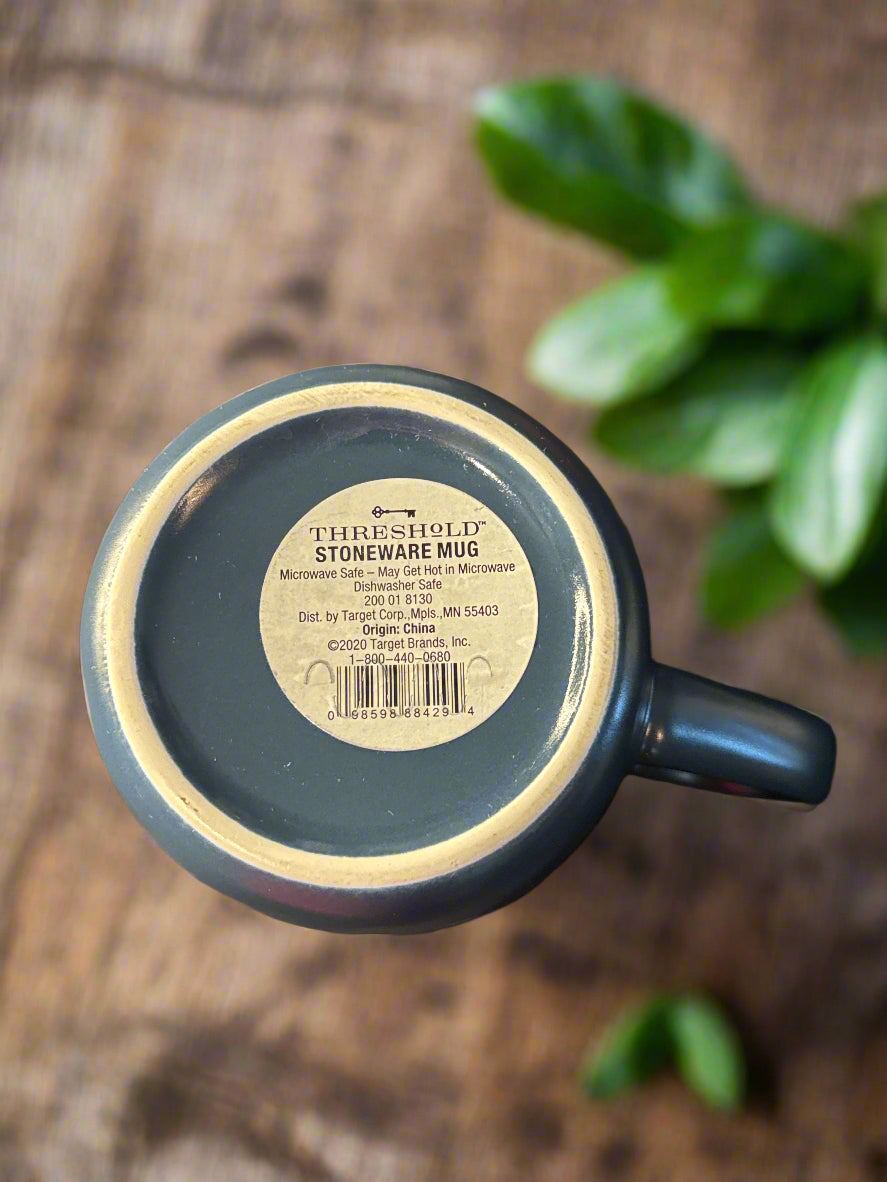 THRESHOLD™
STONEWARE MUG
Microwave Safe – May Get Hot in Microwave
Dishwasher Safe
200 01 8130
Dist. by Target Corp.,Mpls.,MN 55403
Origin: China
©2020 Target Brands, Inc.
1-800-440-0680
0 98598 88429 4